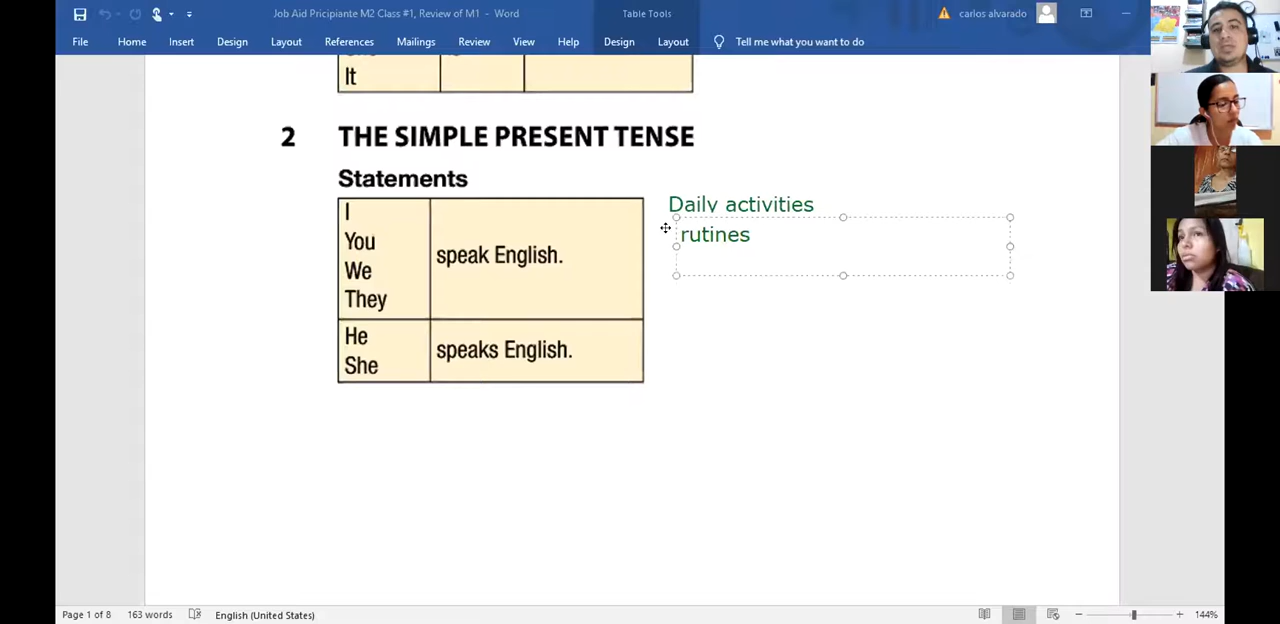 Job Aid Pricipiante M2 Class #1, Review of M1 - Word
Table Tools
carlos alvarado
File Home Insert Design Layout References Mailings Review View Help Design Layout Tell me what you want to do
It
2 THE SIMPLE PRESENT TENSE
Statements
I
You
We
They
speak English.
He
She
speaks English.
Daily activities
rutines
Page 1 of 8 163 words English (United States) 144%